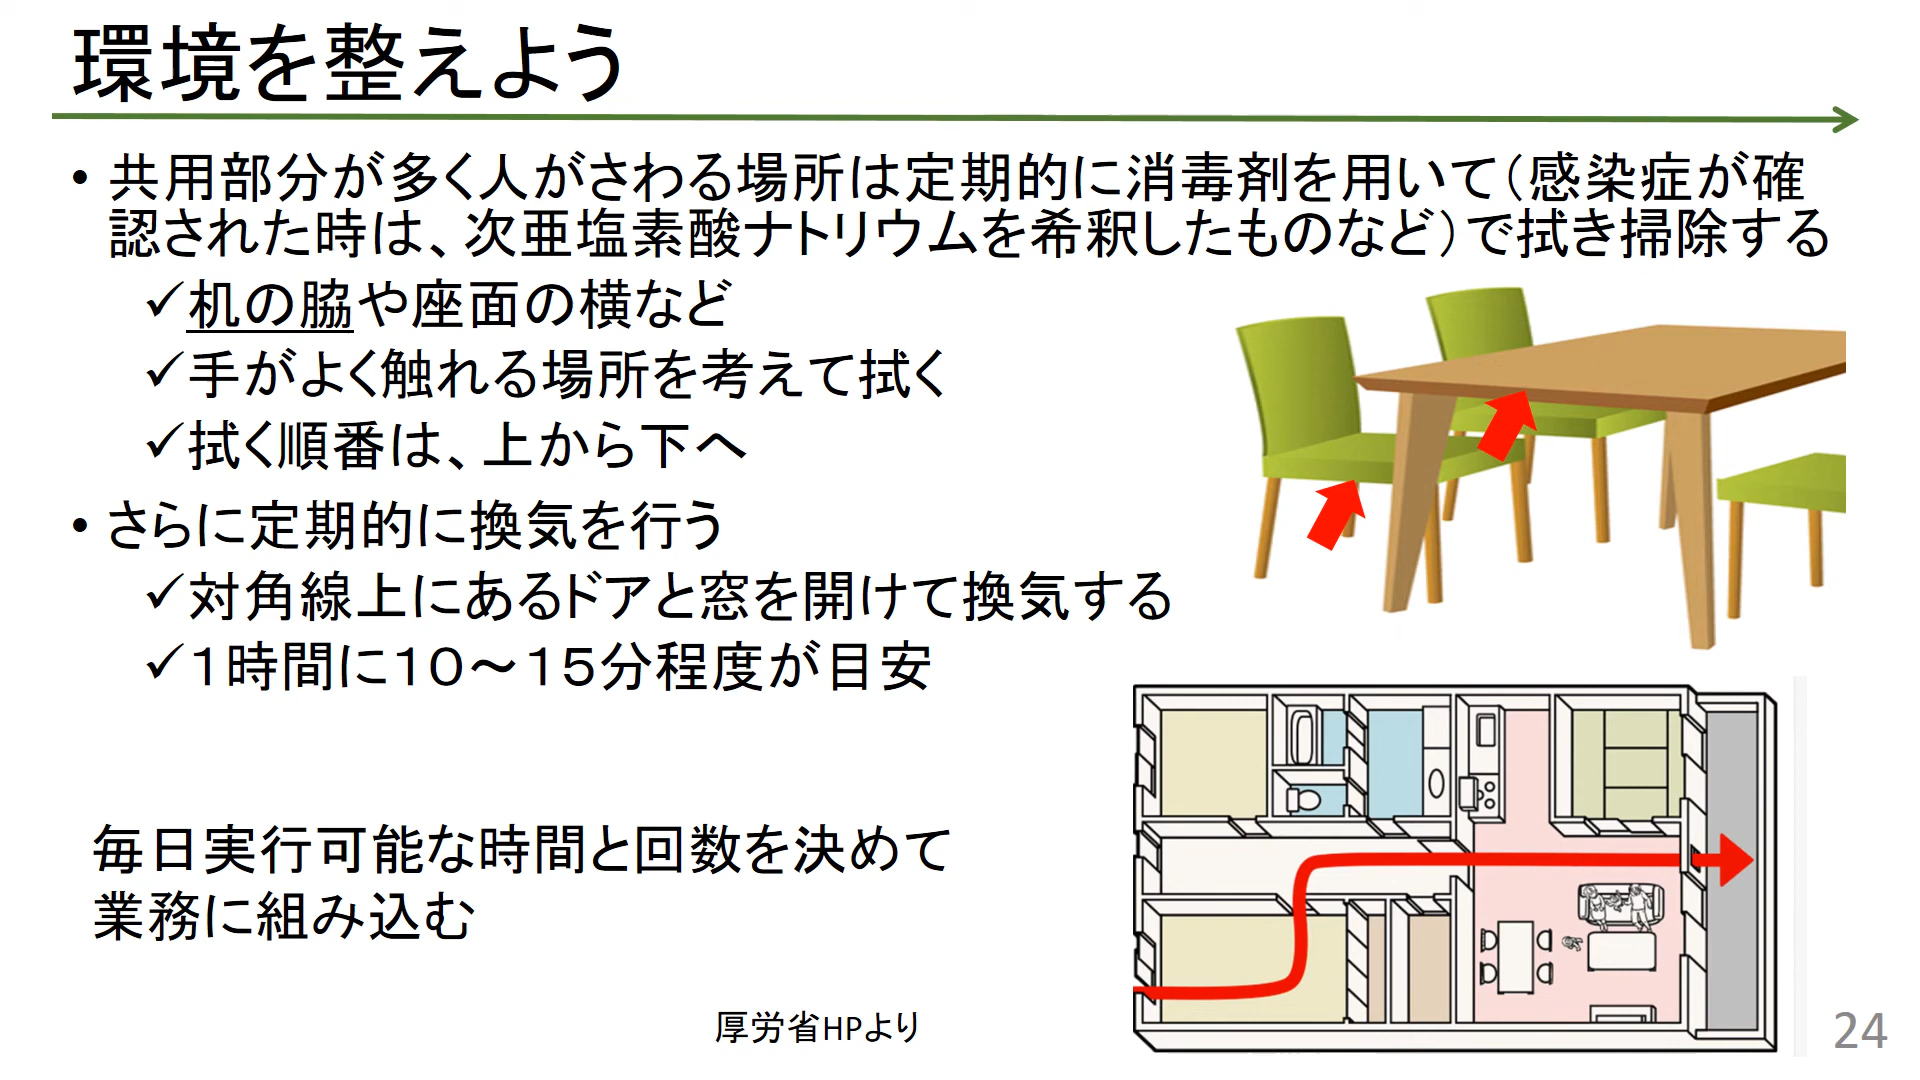 環境を整えよう
• 共用部分が多く人がさわる場所は定期的に消毒剤を用いて（感染症が確
認された時は、次亜塩素酸ナトリウムを希釈したものなど）で拭き掃除する
✓机の脇や座面の横など
✓手がよく触れる場所を考えて拭く
✓拭く順番は、上から下へ
• さらに定期的に換気を行う
✓対角線上にあるドアと窓を開けて換気する
✓１時間に１０～１５分程度が目安
毎日実行可能な時間と回数を決めて
業務に組み込む
厚労省HPより
24